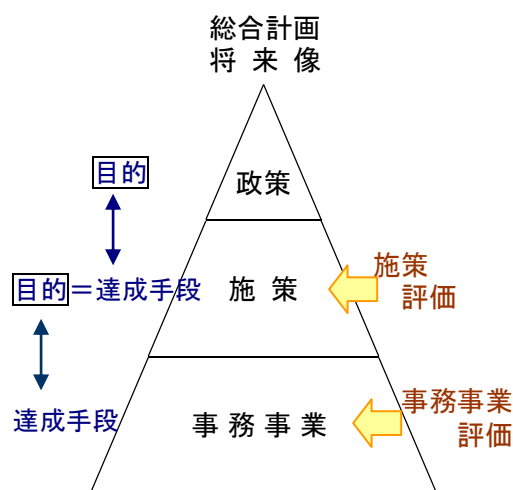 総合計画
将来像
目的
政策
目的＝達成手段
施策
施策
評価
達成手段
事務事業
事務事業
評価